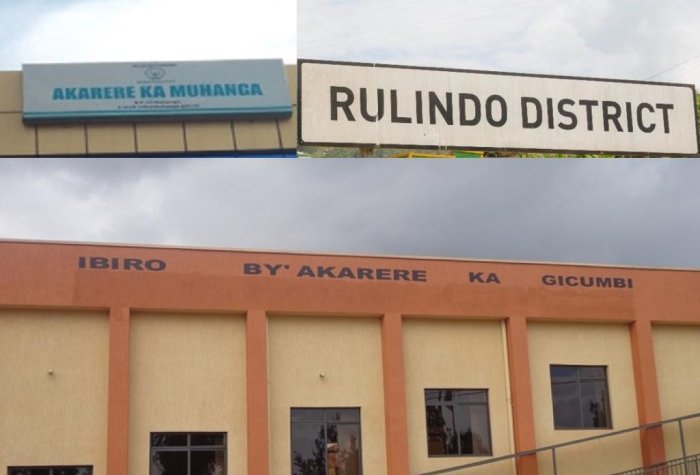 AKARERE KA MUHANGA
RULINDO DISTRICT
IBIRO BY' AKARERE KA GICUMBI